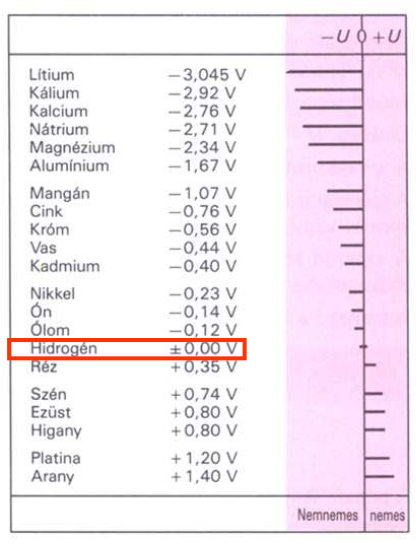 −U 0 +U
Lítium −3,045 V
Kálium −2,92 V
Kalcium −2,76 V
Nátrium −2,71 V
Magnézium −2,34 V
Alumínium −1,67 V
Mangán −1,07 V
Cink −0,76 V
Króm −0,56 V
Vas −0,44 V
Kadmium −0,40 V
Nikkel −0,23 V
Ón −0,14 V
Ólom −0,12 V
Hidrogén ±0,00 V
Réz +0,35 V
Szén +0,74 V
Ezüst +0,80 V
Higany +0,80 V
Platina +1,20 V
Arany +1,40 V
Nemnemes nemes